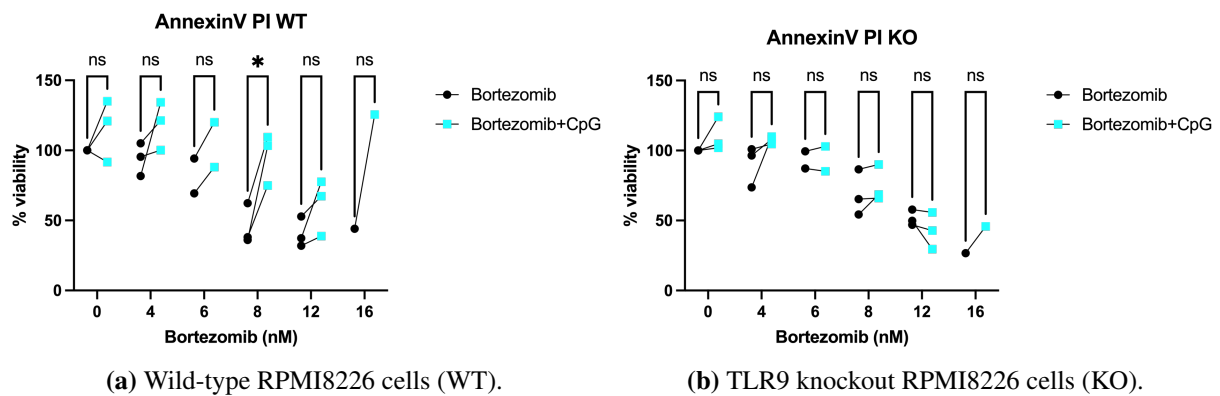 AnnexinV PI WT
ns
ns
ns
*
ns
ns
150
100
50
0
% viability
0
4
6
8
12
16
Bortezomib (nM)
Bortezomib
Bortezomib+CpG
(a) Wild-type RPMI8226 cells (WT).
AnnexinV PI KO
ns
ns
ns
ns
ns
ns
150
100
50
0
% viability
0
4
6
8
12
16
Bortezomib (nM)
Bortezomib
Bortezomib+CpG
(b) TLR9 knockout RPMI8226 cells (KO).